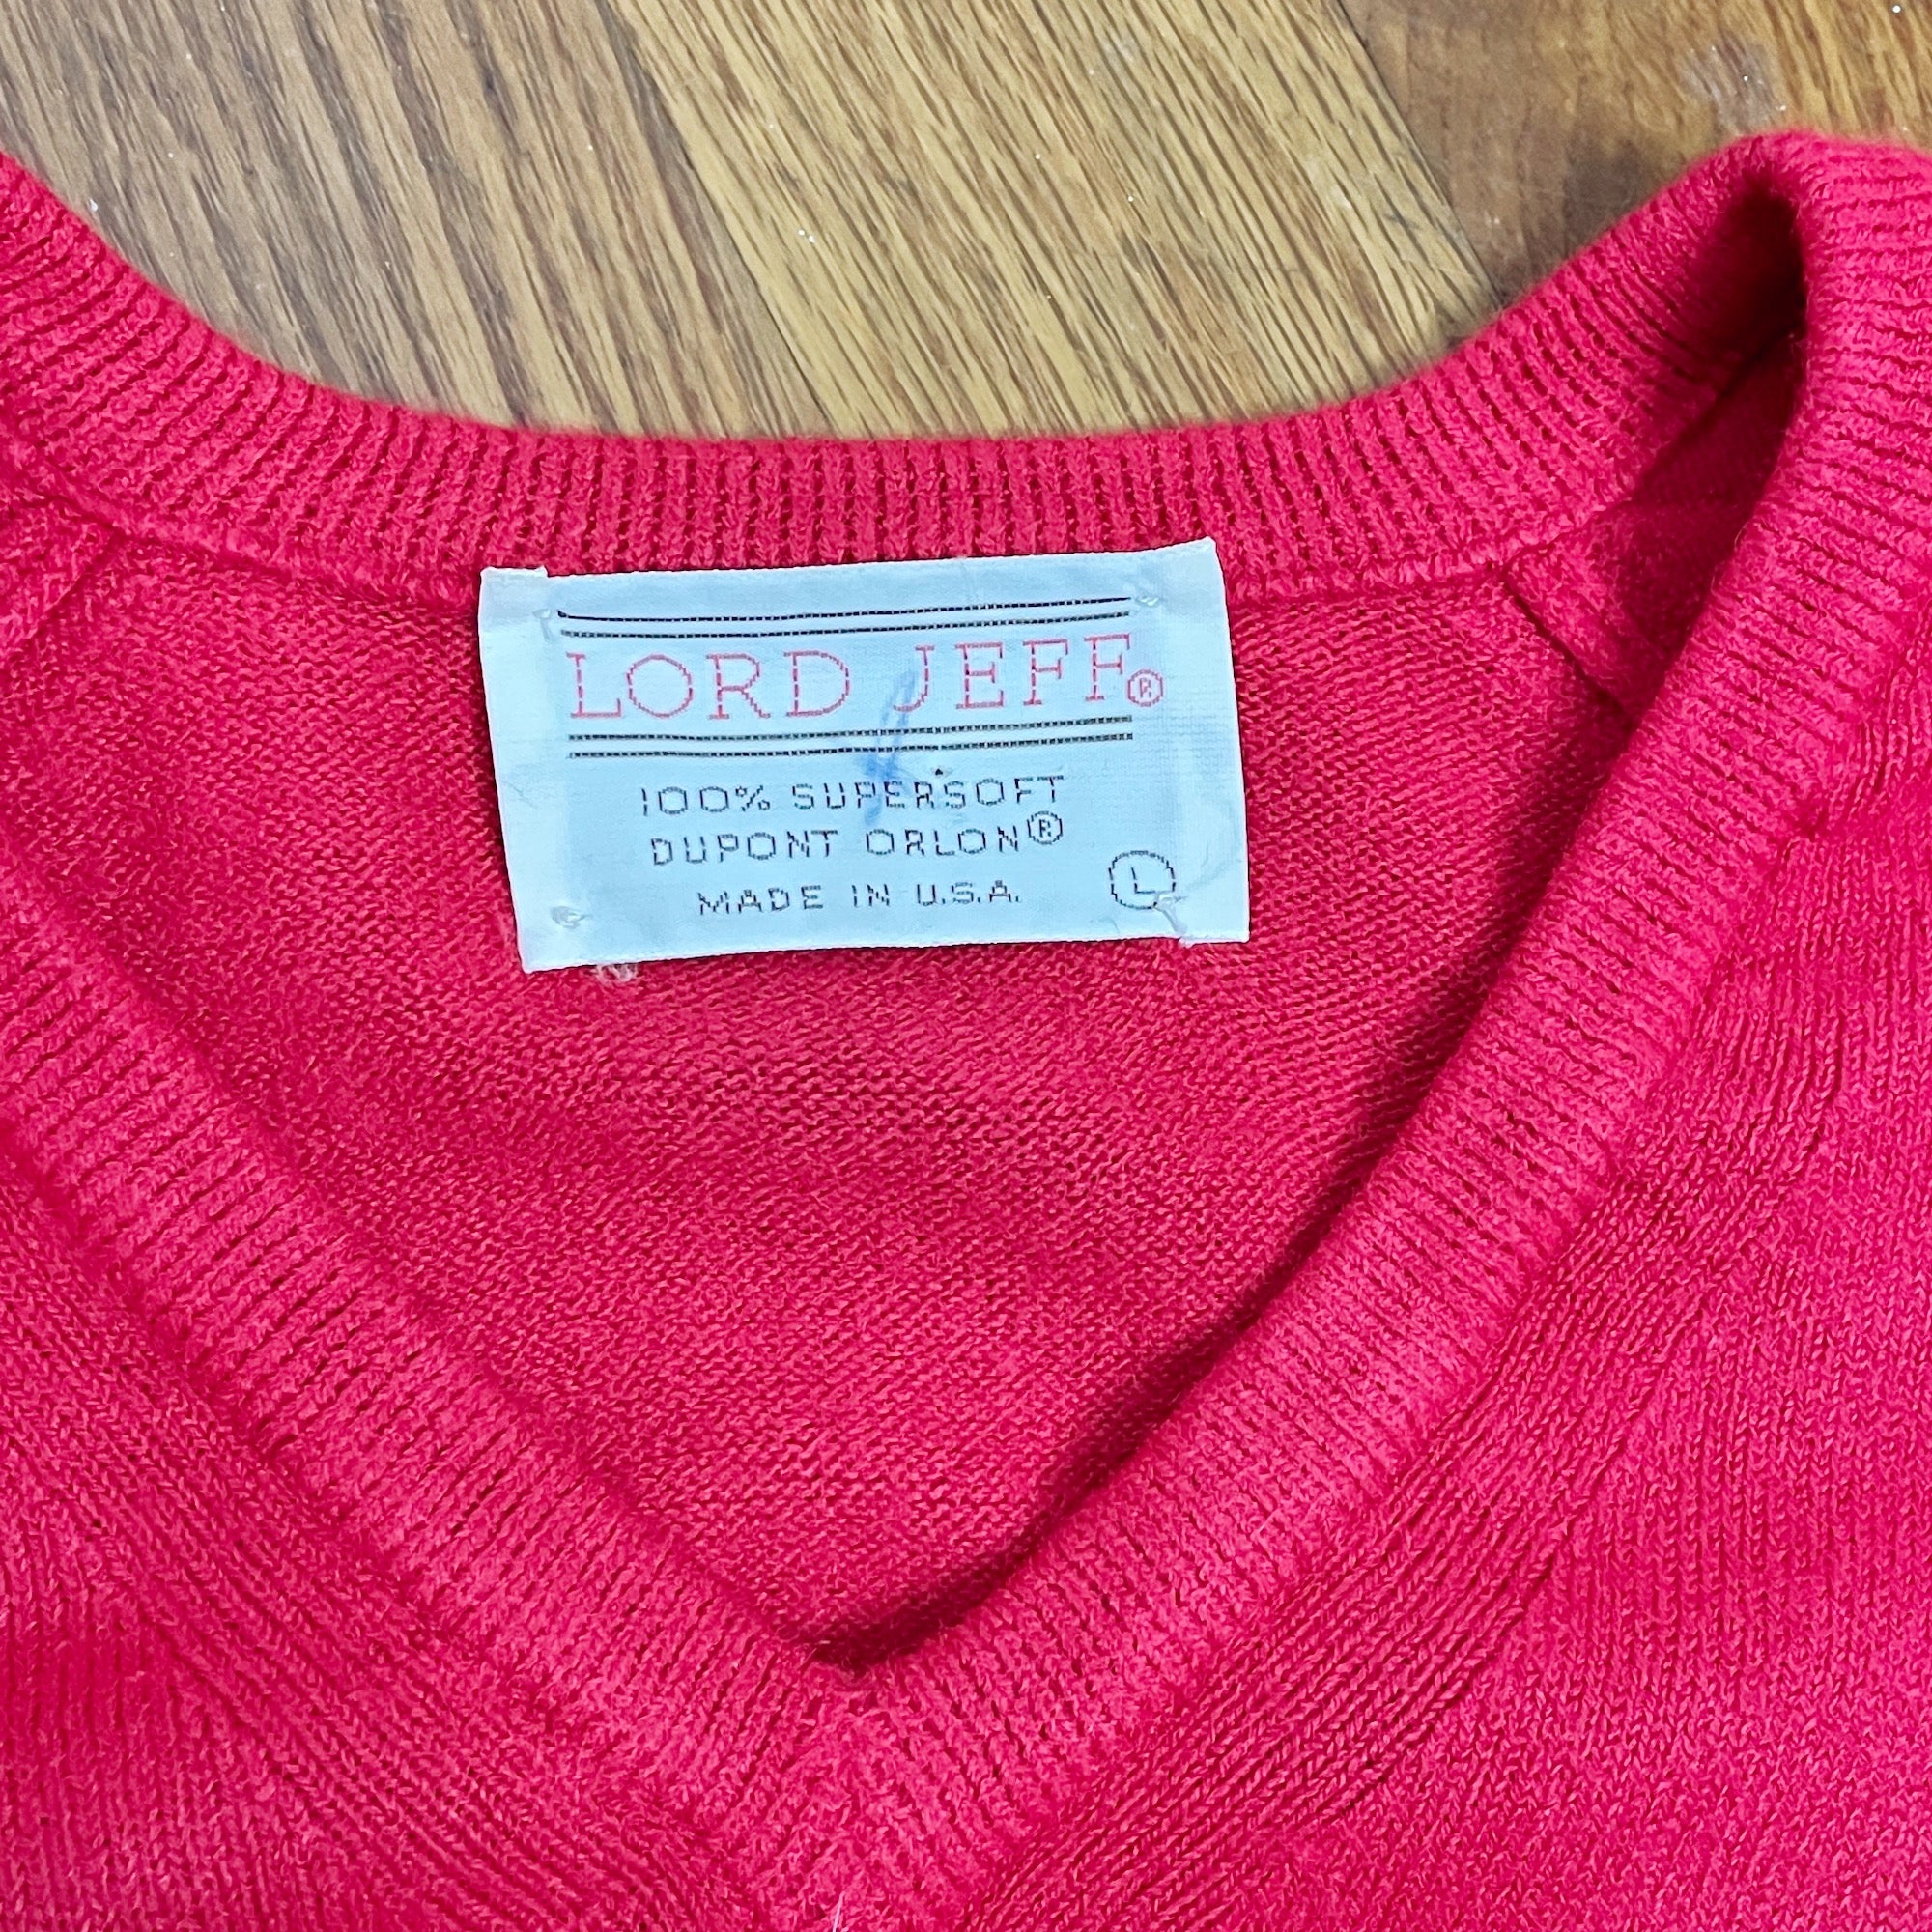 LORD JEFF®
100% SUPERSOFT
DUPONT ORLON®
MADE IN U.S.A.
L